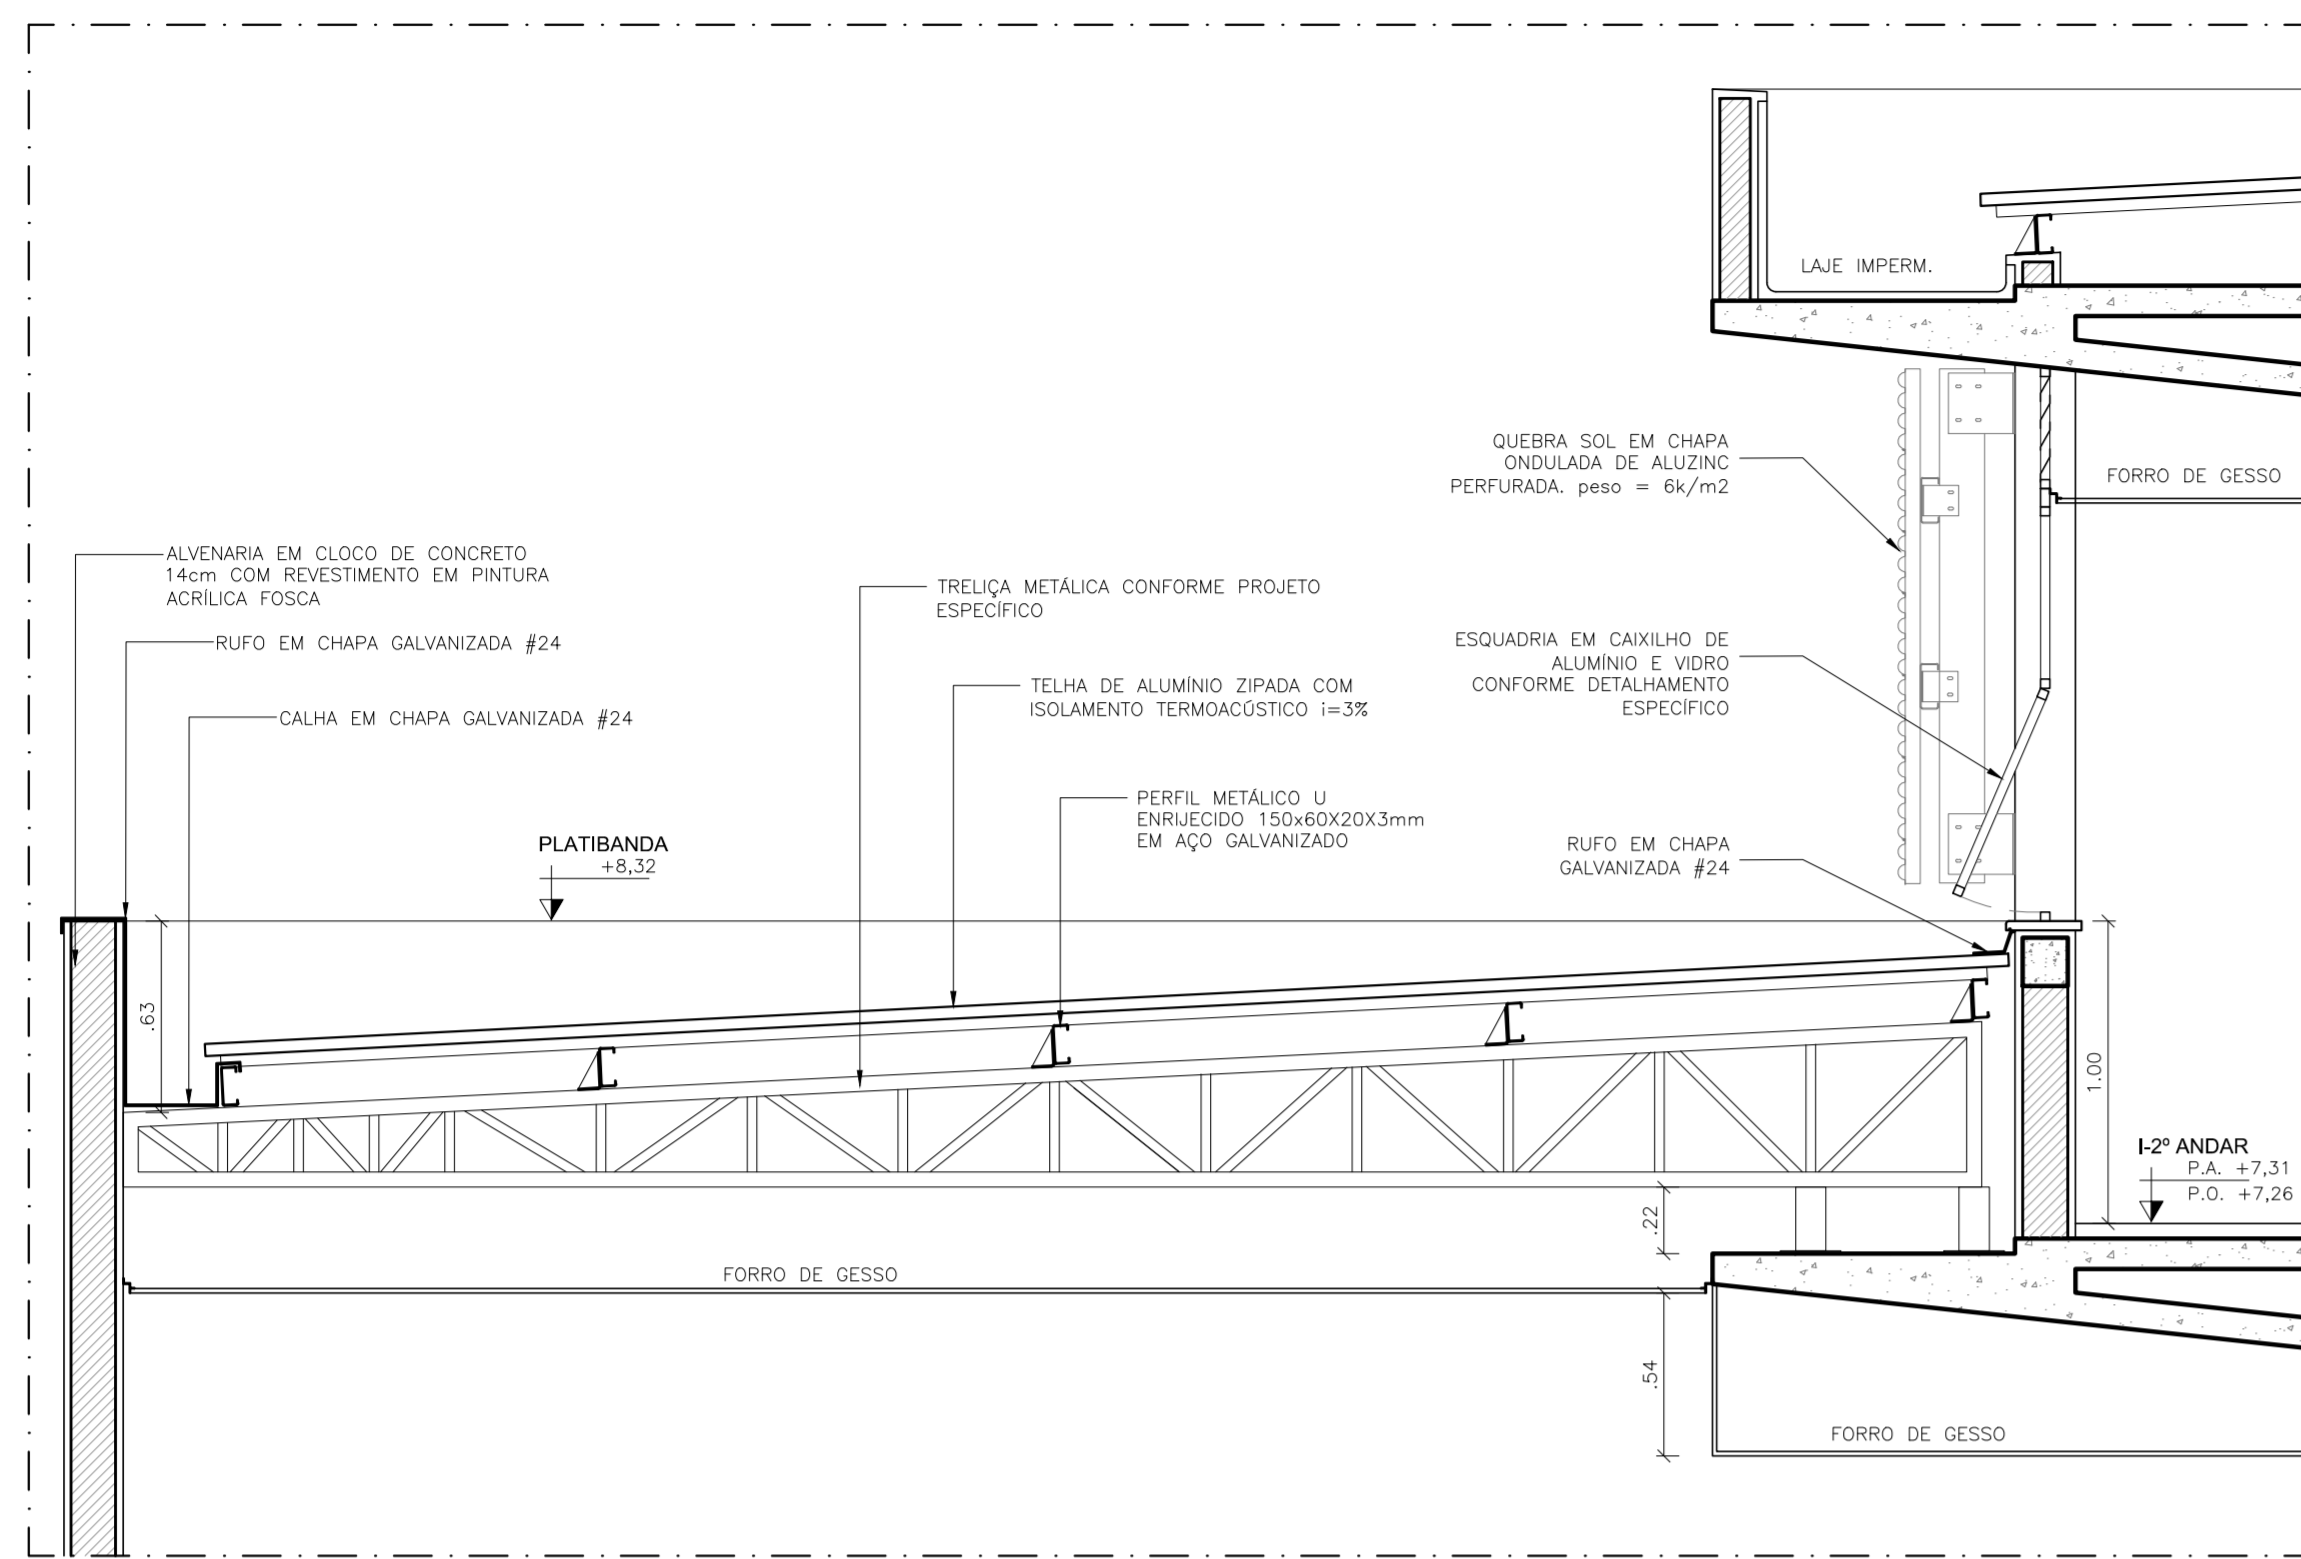 LAJE IMPERM.
QUEBRA SOL EM CHAPA
ONDULADA DE ALUZINC
PERFURADA. peso = 6k/m2
FORRO DE GESSO
ALVENARIA EM CLOCO DE CONCRETO
14cm COM REVESTIMENTO EM PINTURA
ACRÍLICA FOSCA
TRELIÇA METÁLICA CONFORME PROJETO
ESPECÍFICO
RUFO EM CHAPA GALVANIZADA #24
ESQUADRIA EM CAIXILHO DE
ALUMÍNIO E VIDRO
CONFORME DETALHAMENTO
ESPECÍFICO
TELHA DE ALUMÍNIO ZIPADA COM
ISOLAMENTO TERMOACÚSTICO i=3%
CALHA EM CHAPA GALVANIZADA #24
PERFIL METÁLICO U
ENRIJECIDO 150x60X20X3mm
EM AÇO GALVANIZADO
PLATIBANDA
+8,32
RUFO EM CHAPA
GALVANIZADA #24
.63
1.00
I-2º ANDAR
P.A. +7,31
P.O. +7,26
.22
FORRO DE GESSO
.54
FORRO DE GESSO